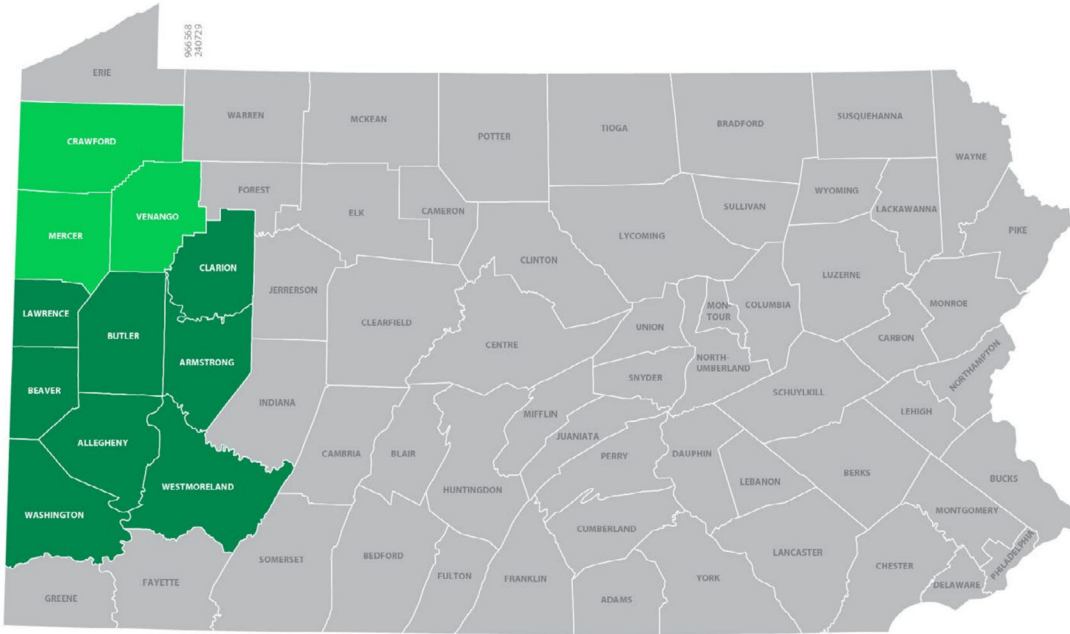 966568
240729
ERIE
CRAWFORD
WARREN
MCKEAN
POTTER
TIOGA
BRADFORD
SUSQUEHANNA
WAYNE
WYOMING
LACKAWANNA
PIKE
MERCER
VENANGO
FOREST
ELK
CAMERON
SULLIVAN
LYCOMING
CLARION
CLINTON
LUZERNE
JERRERSON
LAWRENCE
BUTLER
CLEARFIELD
CENTRE
UNION
MON-
TOUR
COLUMBIA
MONROE
CARBON
ARMSTRONG
NORTH-
UMBERLAND
SNYDER
NORTHAMPTON
BEAVER
INDIANA
SCHUYLKILL
LEHIGH
MIFFLIN
JUANIATA
ALLEGHENY
CAMBRIA
BLAIR
PERRY
DAUPHIN
LEBANON
BERKS
BUCKS
WESTMORELAND
HUNTINGDON
WASHINGTON
CUMBERLAND
MONTGOMERY
SOMERSET
BEDFORD
LANCASTER
PHILADELPHIA
FAYETTE
FULTON
FRANKLIN
YORK
CHESTER
DELAWARE
GREENE
ADAMS